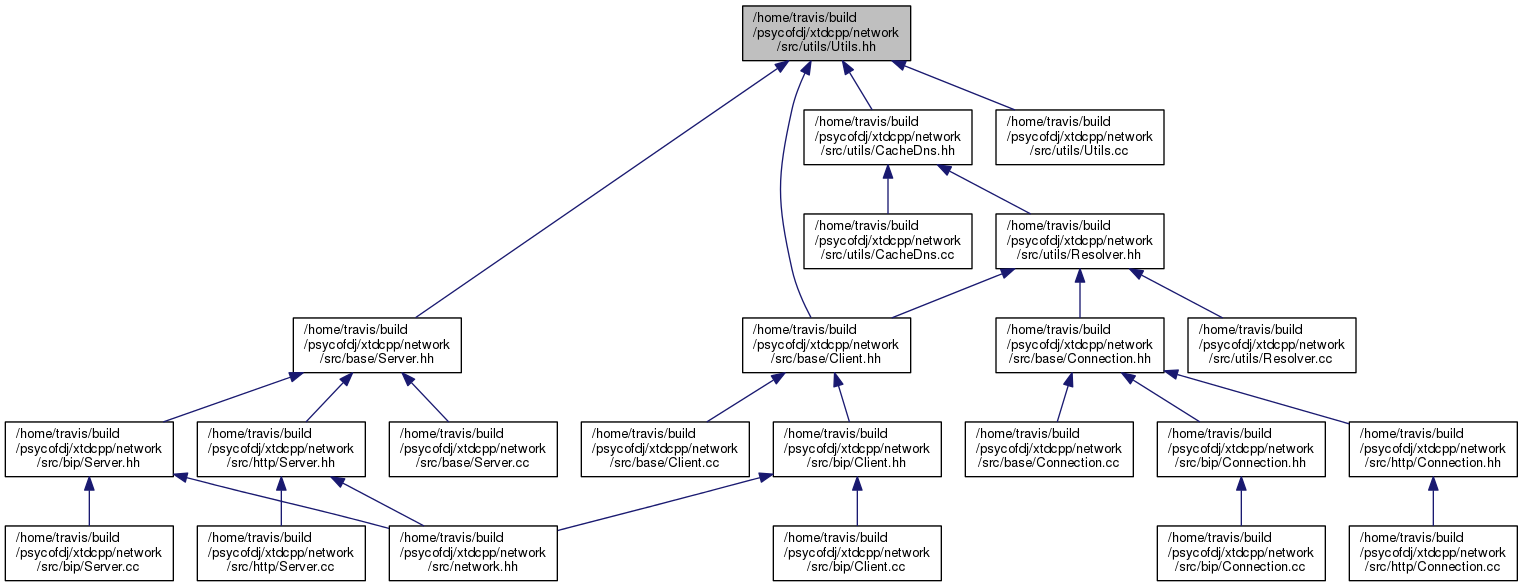 /home/travis/build
/psycofdj/xtdcpp/network
/src/utils/Utils.hh
/home/travis/build
/psycofdj/xtdcpp/network
/src/utils/CacheDns.hh
/home/travis/build
/psycofdj/xtdcpp/network
/src/utils/Utils.cc
/home/travis/build
/psycofdj/xtdcpp/network
/src/utils/CacheDns.cc
/home/travis/build
/psycofdj/xtdcpp/network
/src/utils/Resolver.hh
/home/travis/build
/psycofdj/xtdcpp/network
/src/base/Server.hh
/home/travis/build
/psycofdj/xtdcpp/network
/src/base/Client.hh
/home/travis/build
/psycofdj/xtdcpp/network
/src/base/Connection.hh
/home/travis/build
/psycofdj/xtdcpp/network
/src/utils/Resolver.cc
/home/travis/build
/psycofdj/xtdcpp/network
/src/bip/Server.hh
/home/travis/build
/psycofdj/xtdcpp/network
/src/http/Server.hh
/home/travis/build
/psycofdj/xtdcpp/network
/src/base/Server.cc
/home/travis/build
/psycofdj/xtdcpp/network
/src/base/Client.cc
/home/travis/build
/psycofdj/xtdcpp/network
/src/bip/Client.hh
/home/travis/build
/psycofdj/xtdcpp/network
/src/base/Connection.cc
/home/travis/build
/psycofdj/xtdcpp/network
/src/bip/Connection.hh
/home/travis/build
/psycofdj/xtdcpp/network
/src/http/Connection.hh
/home/travis/build
/psycofdj/xtdcpp/network
/src/bip/Server.cc
/home/travis/build
/psycofdj/xtdcpp/network
/src/http/Server.cc
/home/travis/build
/psycofdj/xtdcpp/network
/src/network.hh
/home/travis/build
/psycofdj/xtdcpp/network
/src/bip/Client.cc
/home/travis/build
/psycofdj/xtdcpp/network
/src/bip/Connection.cc
/home/travis/build
/psycofdj/xtdcpp/network
/src/http/Connection.cc